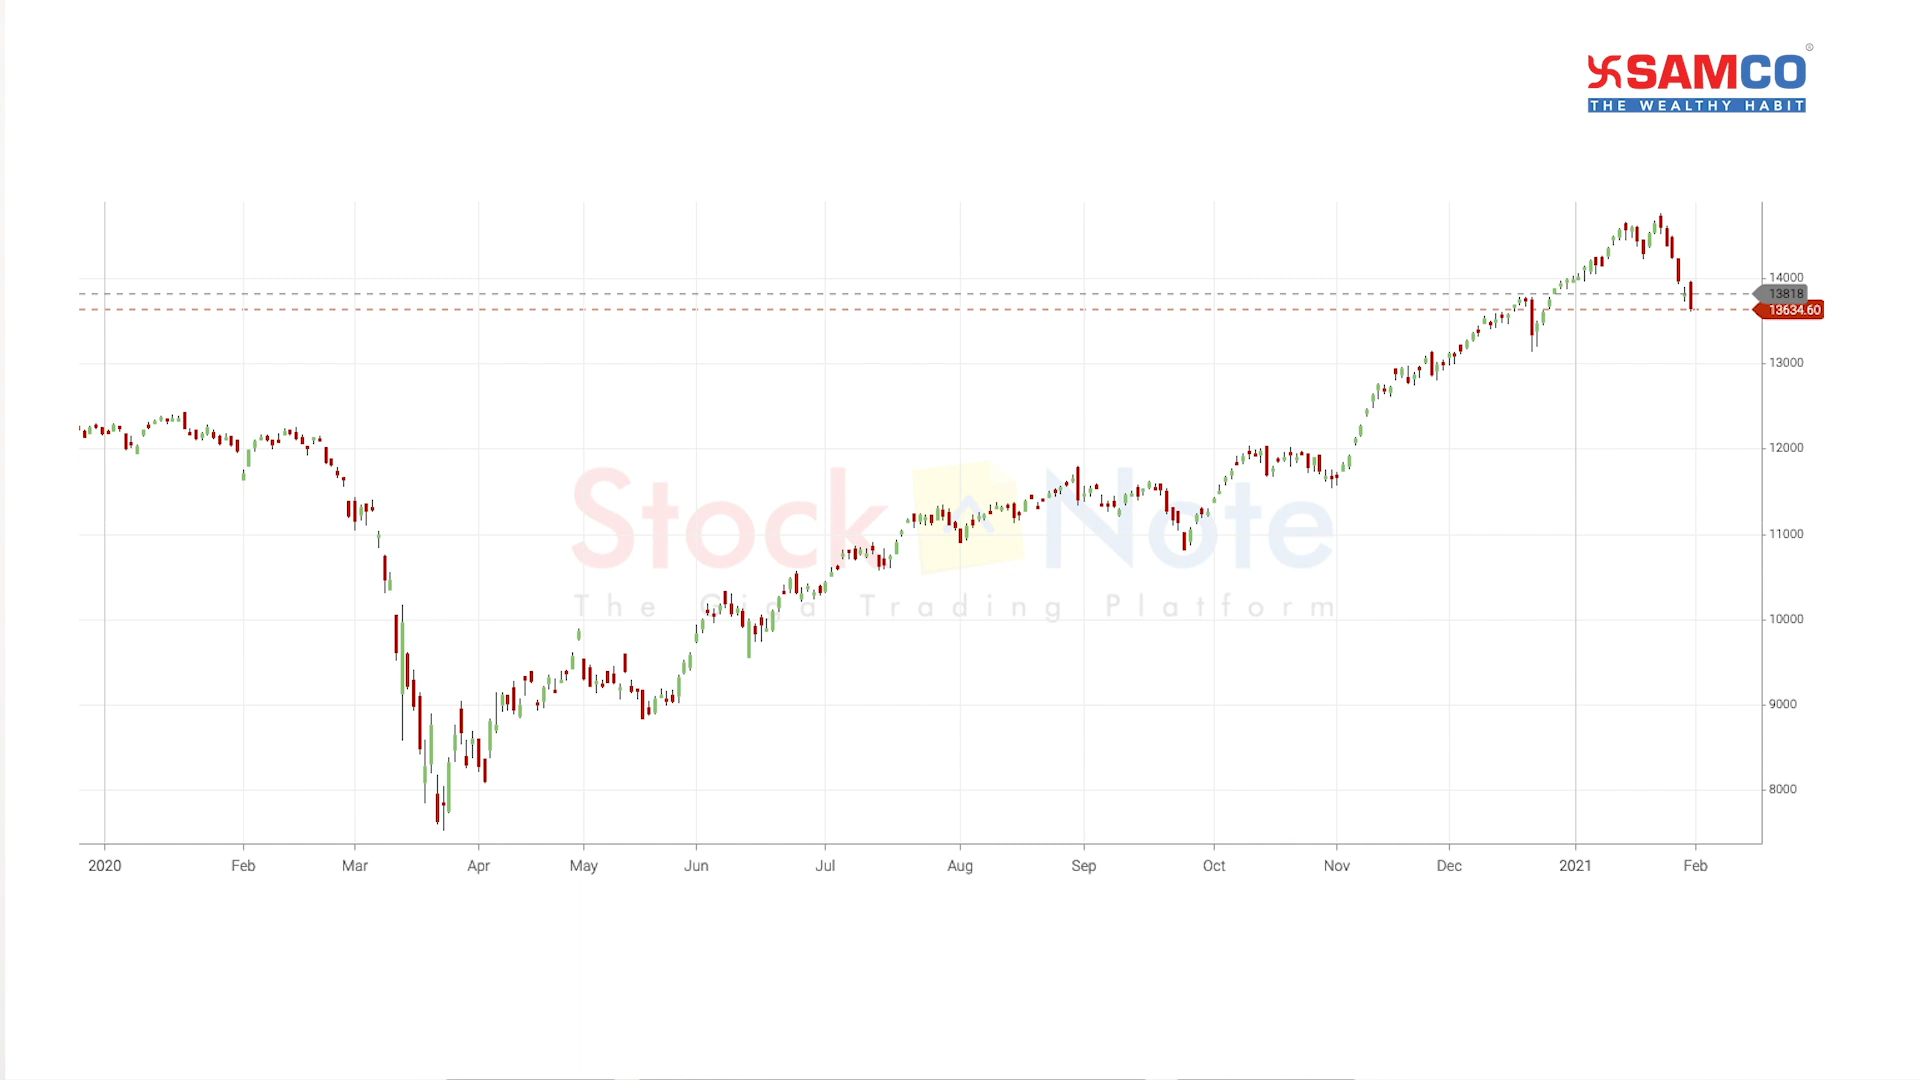 SAMCO®
THE WEALTHY HABIT
14000
13818
13634.60
13000
12000
11000
10000
9000
8000
Stock Note
The Giga Trading Platform
2020 Feb Mar Apr May Jun Jul Aug Sep Oct Nov Dec 2021 Feb